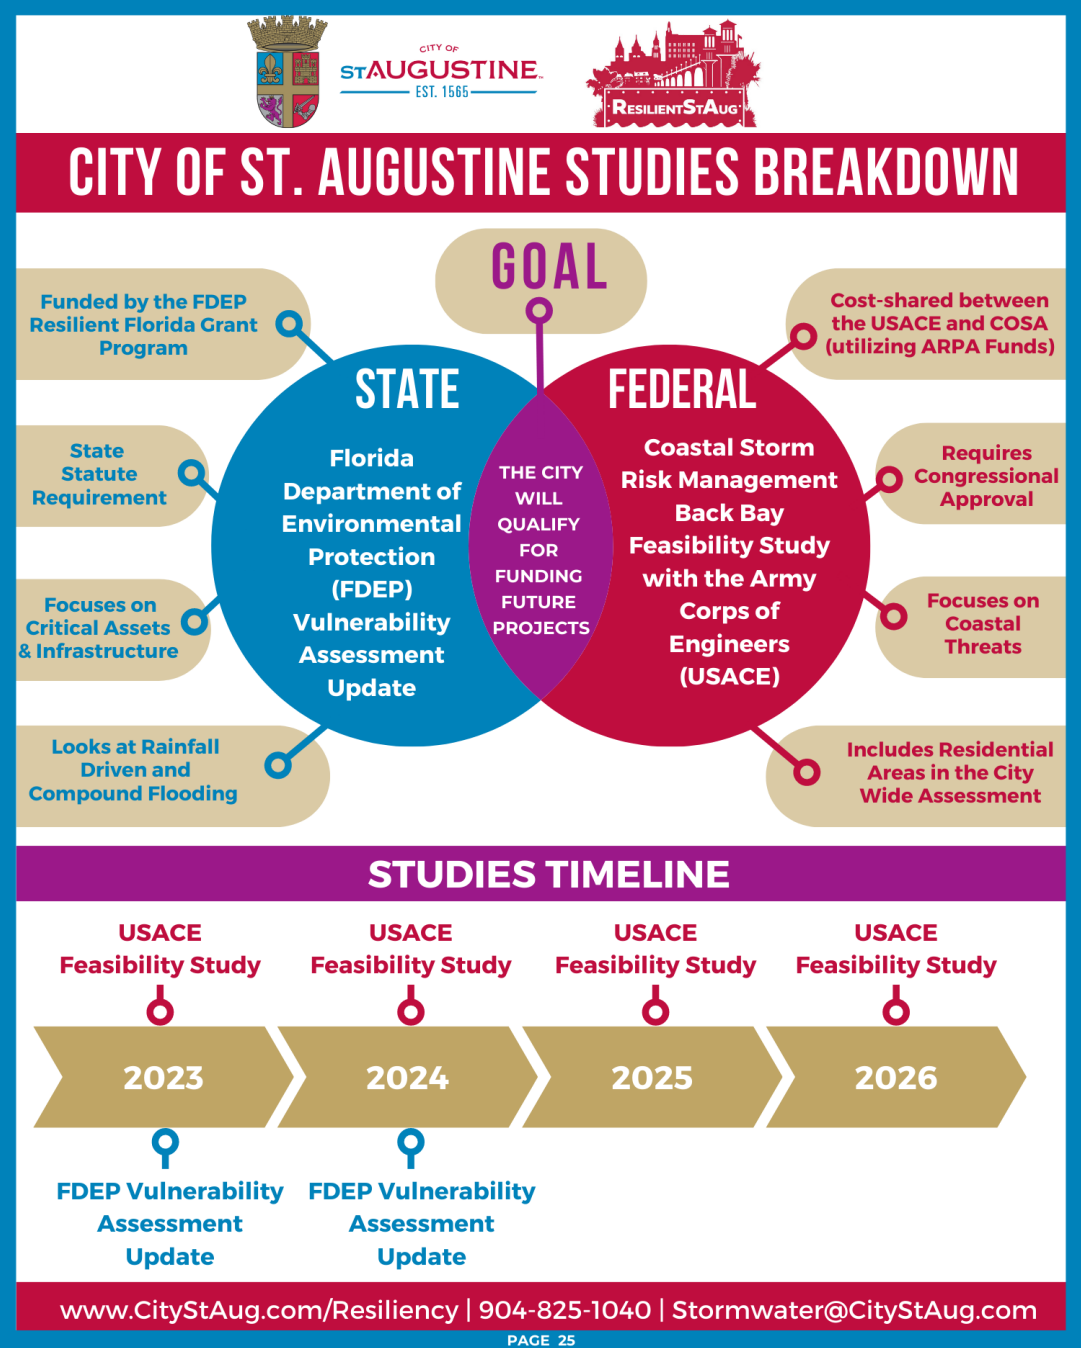 CITY OF
STAUGUSTINE
EST. 1565
RESILIENTSTAUG
CITY OF ST. AUGUSTINE STUDIES BREAKDOWN
GOAL
Funded by the FDEP
Resilient Florida Grant
Program
State
Statute
Requirement
Focuses on
Critical Assets
& Infrastructure
Looks at Rainfall
Driven and
Compound Flooding
STATE
Florida
Department of
Environmental
Protection
(FDEP)
Vulnerability
Assessment
Update
THE CITY
WILL
QUALIFY
FOR
FUNDING
FUTURE
PROJECTS
FEDERAL
Coastal Storm
Risk Management
Back Bay
Feasibility Study
with the Army
Corps of
Engineers
(USACE)
Cost-shared between
the USACE and COSA
(utilizing ARPA Funds)
Requires
Congressional
Approval
Focuses on
Coastal
Threats
Includes Residential
Areas in the City
Wide Assessment
STUDIES TIMELINE
USACE
Feasibility Study
USACE
Feasibility Study
USACE
Feasibility Study
USACE
Feasibility Study
2023
2024
2025
2026
FDEP Vulnerability
Assessment
Update
FDEP Vulnerability
Assessment
Update
www.CityStAug.com/Resiliency | 904-825-1040 | Stormwater@CityStAug.com
PAGE 25